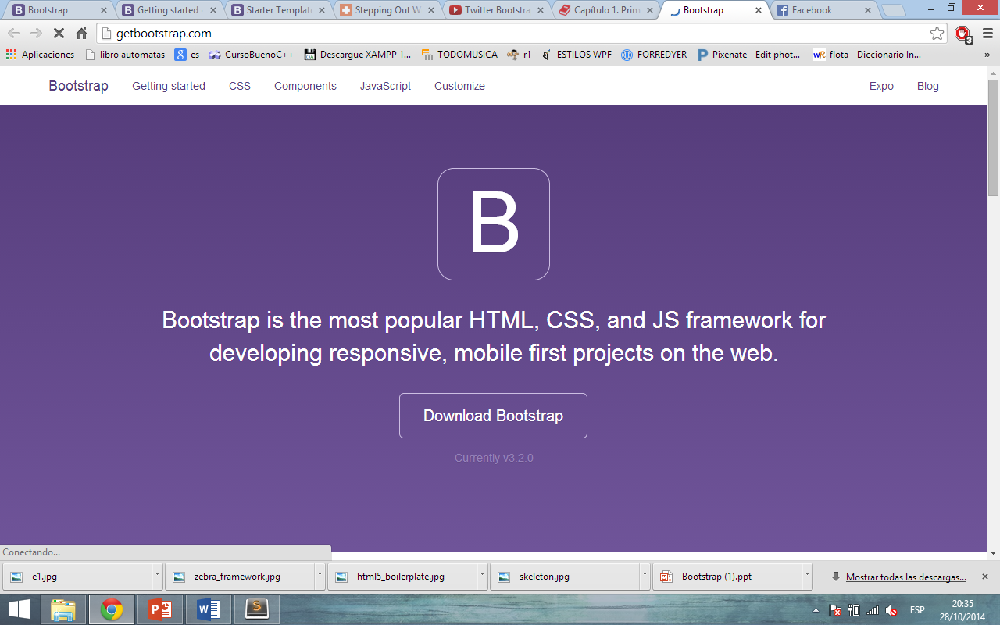 Bootstrap
Getting started -
Starter Template
Stepping Out W
Twitter Bootstra
Capítulo 1. Prim
Bootstrap
Facebook
getbootstrap.com
3
Aplicaciones
libro automatas
es
CursoBuenoC++
Descargue XAMPP 1...
TODOMUSICA
r1
ESTILOS WPF
FORREDYER
Pixenate - Edit phot...
flota - Diccionario In...
»
Bootstrap
Getting started
CSS
Components
JavaScript
Customize
Expo
Blog
B
Bootstrap is the most popular HTML, CSS, and JS framework for
developing responsive, mobile first projects on the web.
Download Bootstrap
Currently v3.2.0
Conectando...
e1.jpg
zebra_framework.jpg
html5_boilerplate.jpg
skeleton.jpg
Bootstrap (1).ppt
Mostrar todas las descargas...
ESP
20:35
28/10/2014